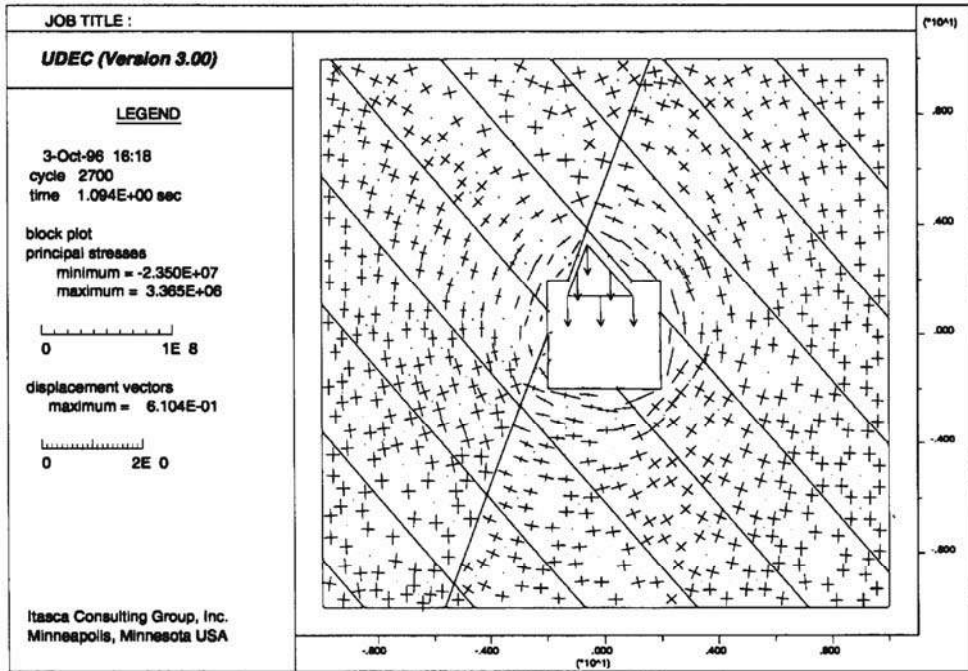 JOB TITLE :
UDEC (Version 3.00)
LEGEND
3-Oct-96 16:18
cycle 2700
time 1.094E+00 sec
block plot
principal stresses
minimum = -2.350E+07
maximum = 3.365E+06
0 1E 8
displacement vectors
maximum = 6.104E-01
0 2E 0
Itasca Consulting Group, Inc.
Minneapolis, Minnesota USA
(*10^1)
.800
.400
.000
-.400
-.800
-.800 -.400 .000 .400 .800
(*10^1)